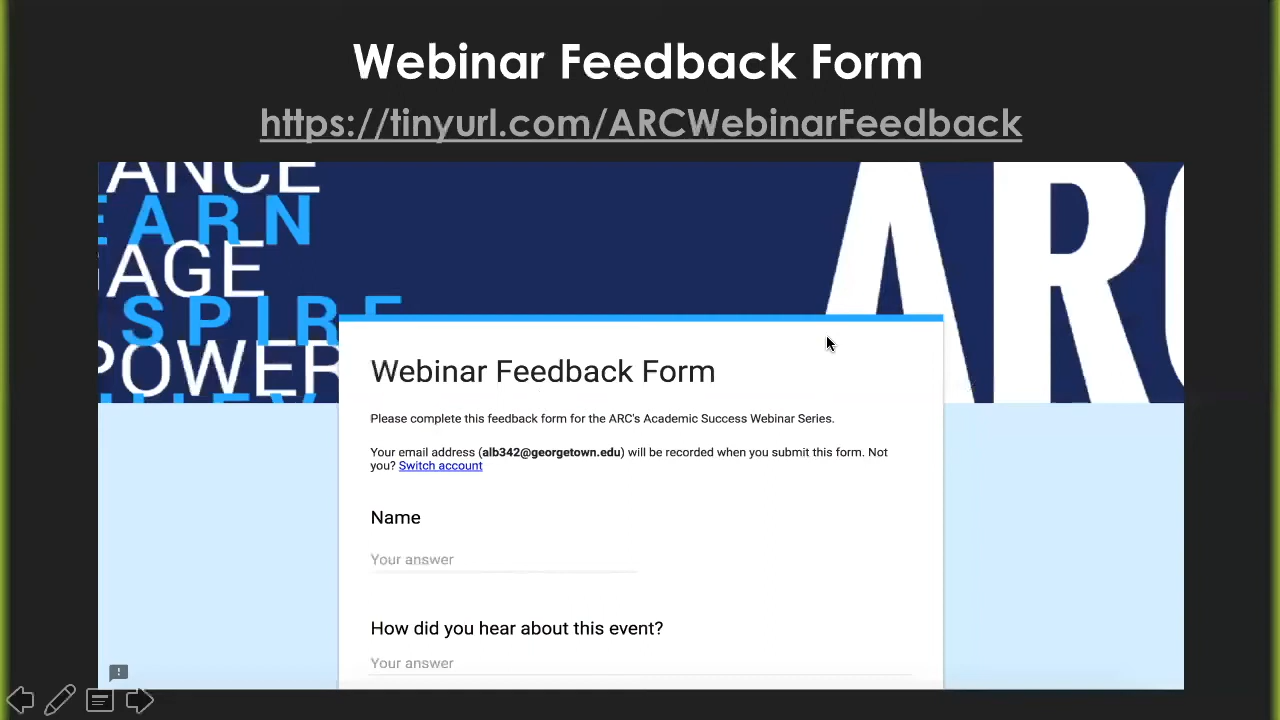 Webinar Feedback Form
https://tinyurl.com/ARCWebinarFeedback
ANCE
EARN
GAGE
SPIRE
POWER
ARC
Webinar Feedback Form
Please complete this feedback form for the ARC's Academic Success Webinar Series.
Your email address (alb342@georgetown.edu) will be recorded when you submit this form. Not
you? Switch account
Name
Your answer
How did you hear about this event?
Your answer